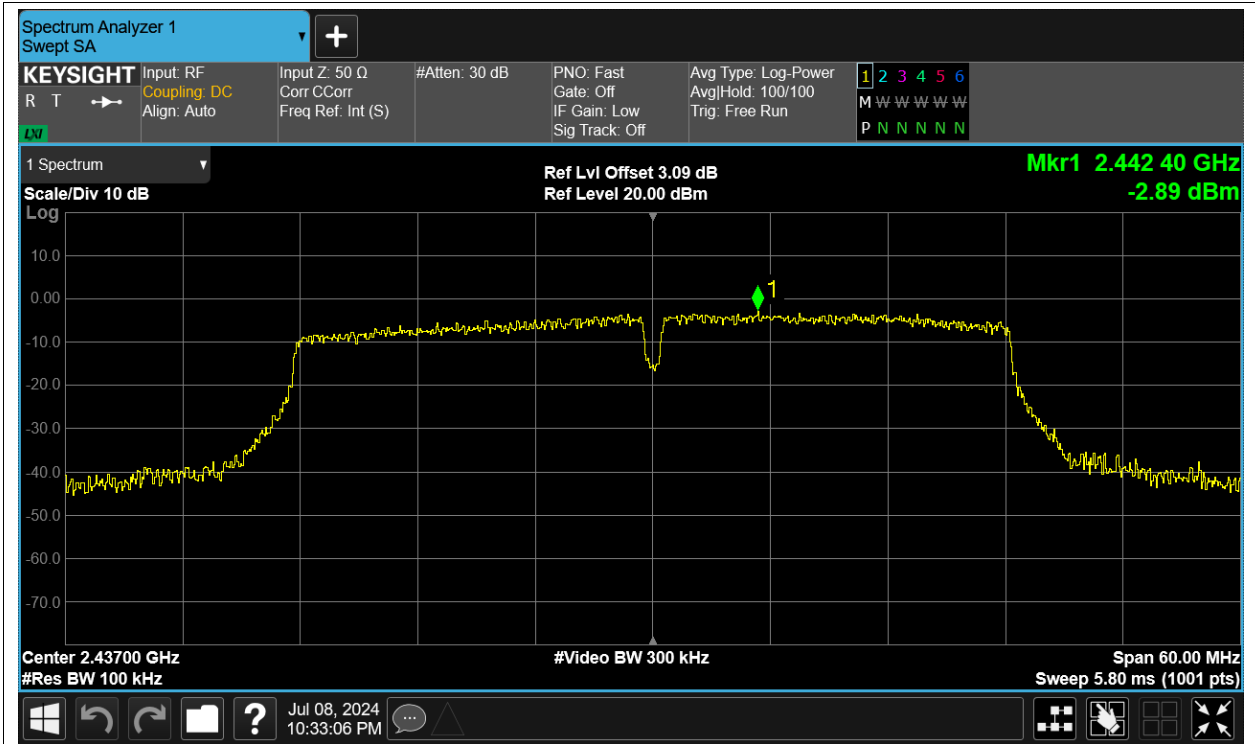 Spectrum Analyzer 1
Swept SA
+
KEYSIGHT
R T
LXI
Input: RF
Coupling: DC
Align: Auto
Input Z: 50 Ω
Corr CCorr
Freq Ref: Int (S)
#Atten: 30 dB
PNO: Fast
Gate: Off
IF Gain: Low
Sig Track: Off
Avg Type: Log-Power
Avg|Hold: 100/100
Trig: Free Run
1 2 3 4 5 6
M W W W W W
P N N N N N
1 Spectrum
Scale/Div 10 dB
Log
Ref Lvl Offset 3.09 dB
Ref Level 20.00 dBm
Mkr1 2.442 40 GHz
-2.89 dBm
10.0
0.00
-10.0
-20.0
-30.0
-40.0
-50.0
-60.0
-70.0
1
Center 2.43700 GHz
#Res BW 100 kHz
#Video BW 300 kHz
Span 60.00 MHz
Sweep 5.80 ms (1001 pts)
?
Jul 08, 2024
10:33:06 PM